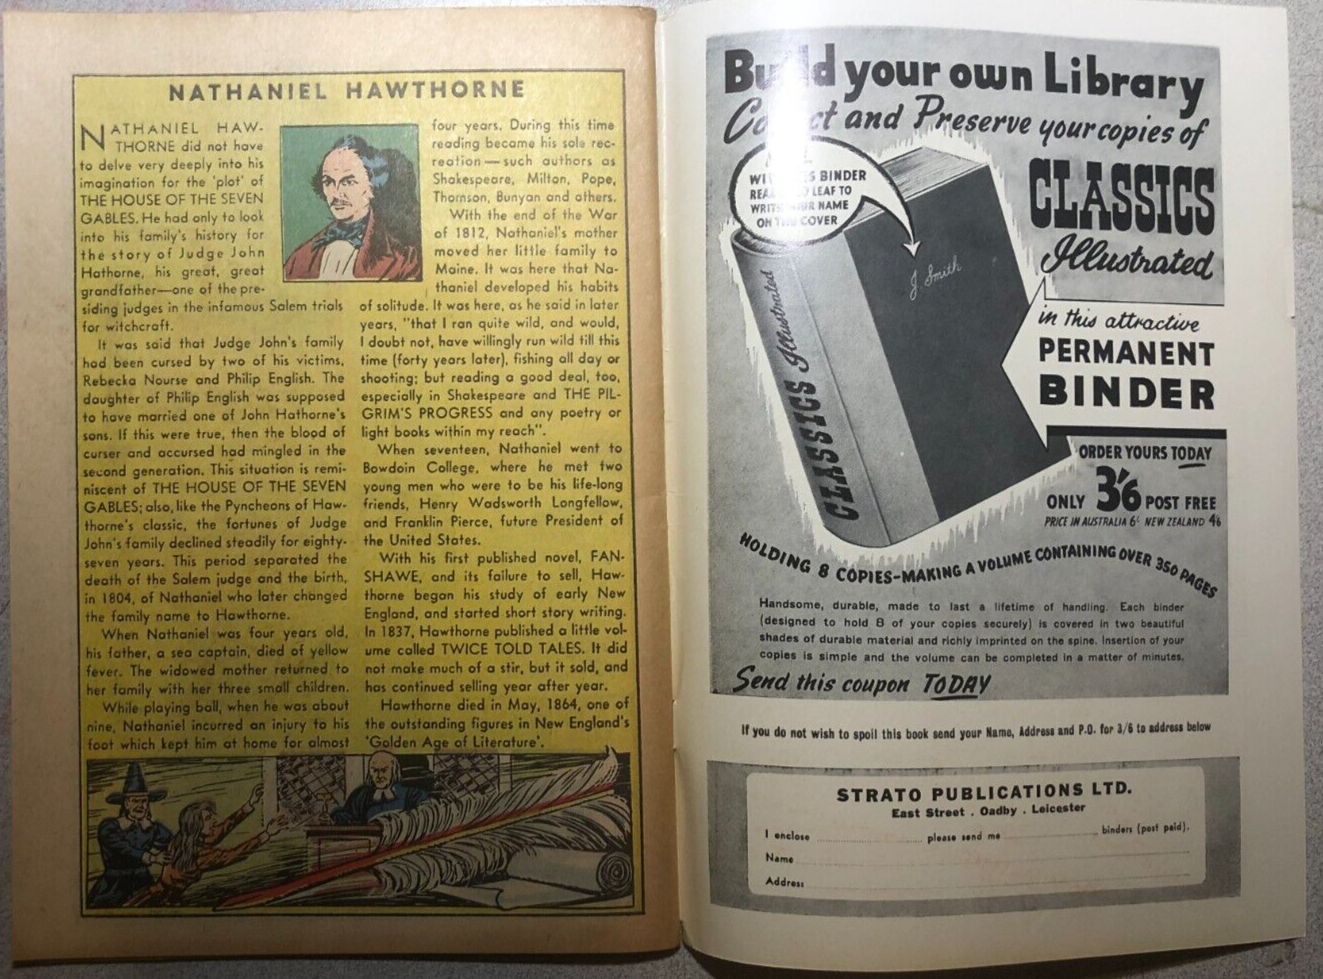 NATHANIEL HAWTHORNE
NATHANIEL HAW-
THORNE did not have
to delve very deeply into his
imagination for the 'plot' of
THE HOUSE OF THE SEVEN
GABLES. He had only to look
into his family's history for
the story of Judge John
Hathorne, his great, great
grandfather—one of the pre-
siding judges in the infamous Salem trials
for witchcraft.
It was said that Judge John's family
had been cursed by two of his victims,
Rebecka Nourse and Philip English. The
daughter of Philip English was supposed
to have married one of John Hathorne's
sons. If this were true, then the blood of
curser and accursed had mingled in the
second generation. This situation is remi-
niscent of THE HOUSE OF THE SEVEN
GABLES; also, like the Pyncheons of Haw-
thorne's classic, the fortunes of Judge
John's family declined steadily for eighty-
seven years. This period separated the
death of the Salem judge and the birth,
in 1804, of Nathaniel who later changed
the family name to Hawthorne.
When Nathaniel was four years old,
his father, a sea captain, died of yellow
fever. The widowed mother returned to
her family with her three small children.
While playing ball, when he was about
nine, Nathaniel incurred an injury to his
foot which kept him at home for almost
four years. During this time
reading became his sole rec-
reation—such authors as
Shakespeare, Milton, Pope,
Thomson, Bunyan and others.
With the end of the War
of 1812, Nathaniel's mother
moved her little family to
Maine. It was here that Na-
thaniel developed his habits
of solitude. It was here, as he said in later
years, "that I ran quite wild, and would,
I doubt not, have willingly run wild till this
time (forty years later), fishing all day or
shooting; but reading a good deal, too,
especially in Shakespeare and THE PIL-
GRIM'S PROGRESS and any poetry or
light books within my reach".
When seventeen, Nathaniel went to
Bowdoin College, where he met two
young men who were to be his life-long
friends, Henry Wadsworth Longfellow,
and Franklin Pierce, future President of
the United States.
With his first published novel, FAN-
SHAWE, and its failure to sell, Haw-
thorne began his study of early New
England, and started short story writing.
In 1837, Hawthorne published a little vol-
ume called TWICE TOLD TALES. It did
not make much of a stir, but it sold, and
has continued selling year after year.
Hawthorne died in May, 1864, one of
the outstanding figures in New England's
'Golden Age of Literature'.
Build your own Library
Collect and Preserve your copies of
CLASSICS
Illustrated
BINDER
LEAF TO
NAME
COVER
J. Smith
CLASSICS Illustrated
in this attractive
PERMANENT
BINDER
ORDER YOURS TODAY
ONLY 3'6 POST FREE
PRICE IN AUSTRALIA 6'- NEW ZEALAND 4'6
HOLDING 8 COPIES-MAKING A VOLUME CONTAINING OVER 350 PAGES
Handsome, durable, made to last a lifetime of handling. Each binder
(designed to hold 8 of your copies securely) is covered in two beautiful
shades of durable material and richly imprinted on the spine. Insertion of your
copies is simple and the volume can be completed in a matter of minutes.
Send this coupon TODAY
If you do not wish to spoil this book send your Name, Address and P.O. for 3/6 to address below
STRATO PUBLICATIONS LTD.
East Street . Oadby . Leicester
I enclose please send me binders (post paid).
Name
Address